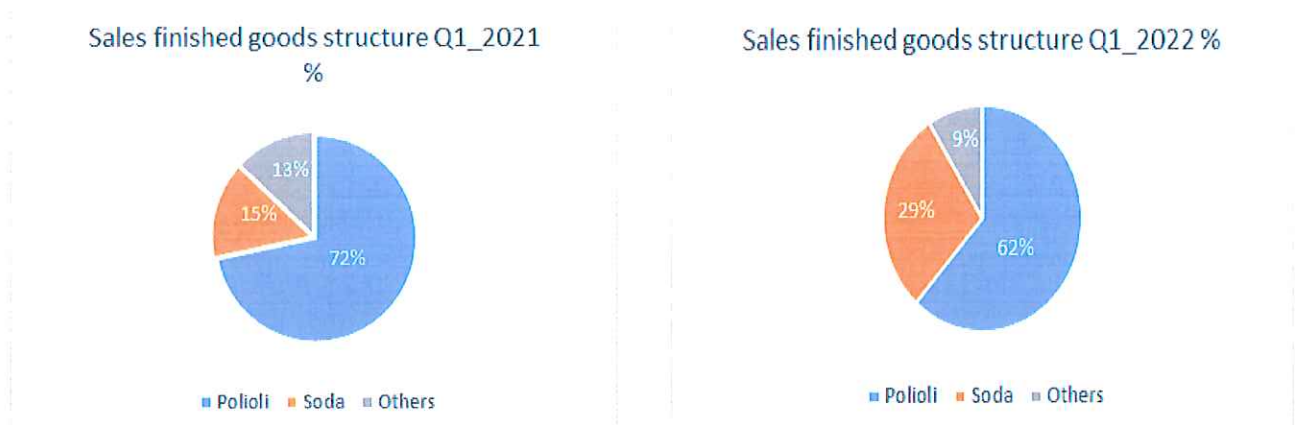 Sales finished goods structure Q1_2021
%
13%
15%
72%
Polioli Soda Others
Sales finished goods structure Q1_2022 %
9%
29%
62%
Polioli Soda Others